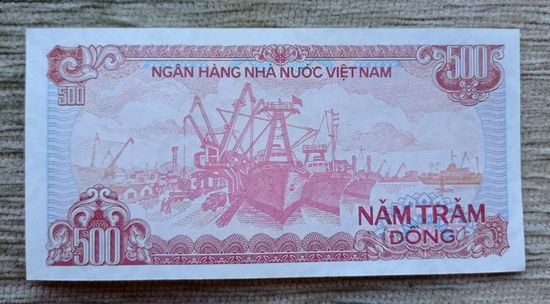 NGÂN HÀNG NHÀ NƯỚC VIỆT NAM
500
500
500
NĂM TRĂM
ĐỒNG